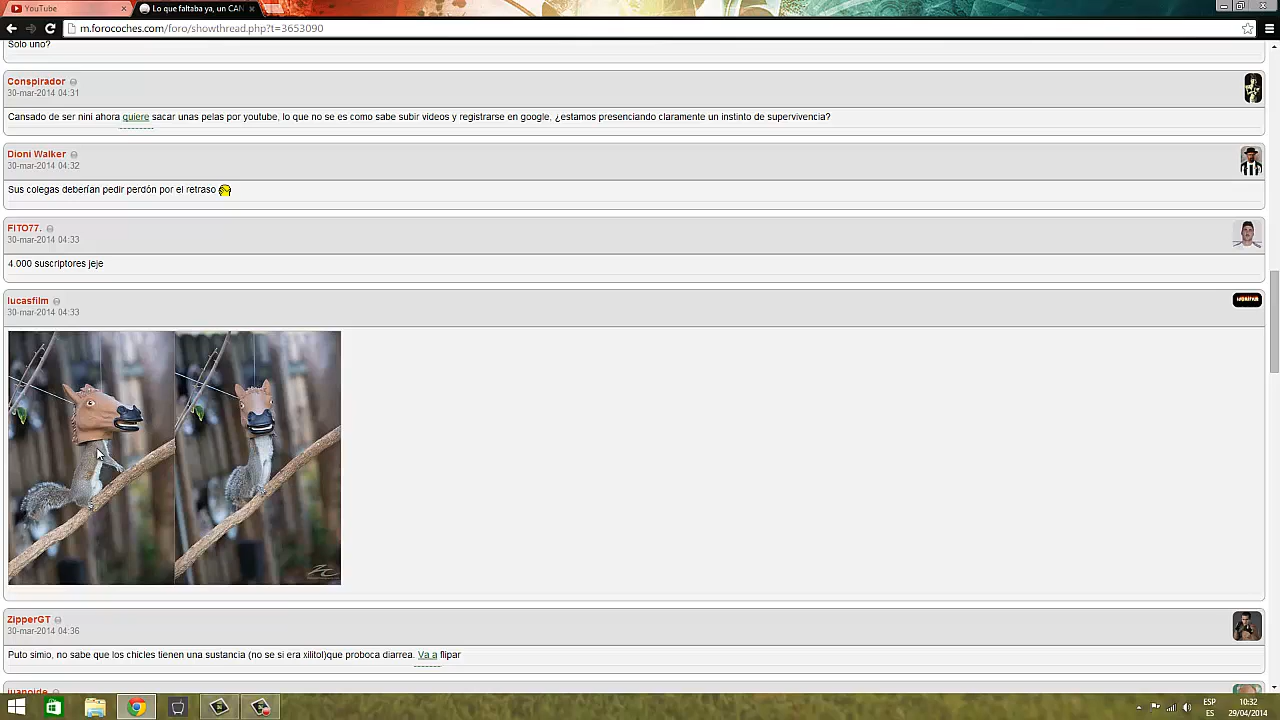 YouTube
Lo que faltaba ya, un CAN
m.forocoches.com/foro/showthread.php?t=3653090
Solo uno?
Conspirador
30-mar-2014 04:31
Cansado de ser nini ahora quiere sacar unas pelas por youtube, lo que no se es como sabe subir videos y registrarse en google, ¿estamos presenciando claramente un instinto de supervivencia?
Dioni Walker
30-mar-2014 04:32
Sus colegas deberían pedir perdón por el retraso
FITO77.
30-mar-2014 04:33
4.000 suscriptores jeje
lucasfilm
30-mar-2014 04:33
ZipperGT
30-mar-2014 04:36
Puto simio, no sabe que los chicles tienen una sustancia (no se si era xilitol)que proboca diarrea. Va a flipar
juanoide
ESP
ES
10:32
29/04/2014